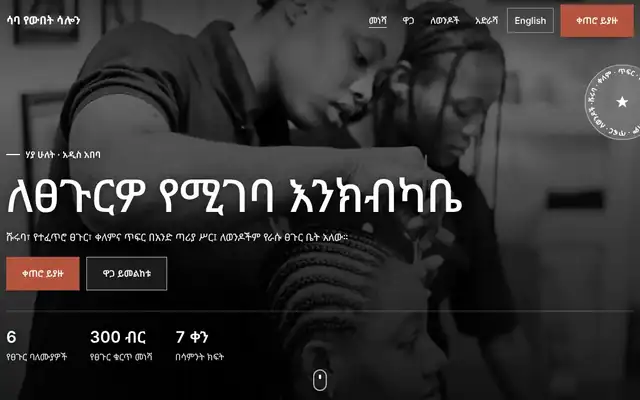 ሳባ የውበት ሳሎን
መነሻ ዋጋ ለወንዶች አድራሻ English ቀጠሮ ይያዙ
ሃያ ሁለት · አዲስ አበባ
ለፀጉርዎ የሚገባ እንክብካቤ
ሹሩባ፣ የተፈጥሮ ፀጉር፣ ቀለምና ጥፍር በአንድ ጣሪያ ሥር፤ ለወንዶችም የራሱ ፀጉር ቤት አለው።
ቀጠሮ ይያዙ ዋጋ ይመልከቱ
6 300 ብር 7 ቀን
የፀጉር ባለሙያዎች የፀጉር ቁርጥ መነሻ በሳምንት ክፍት